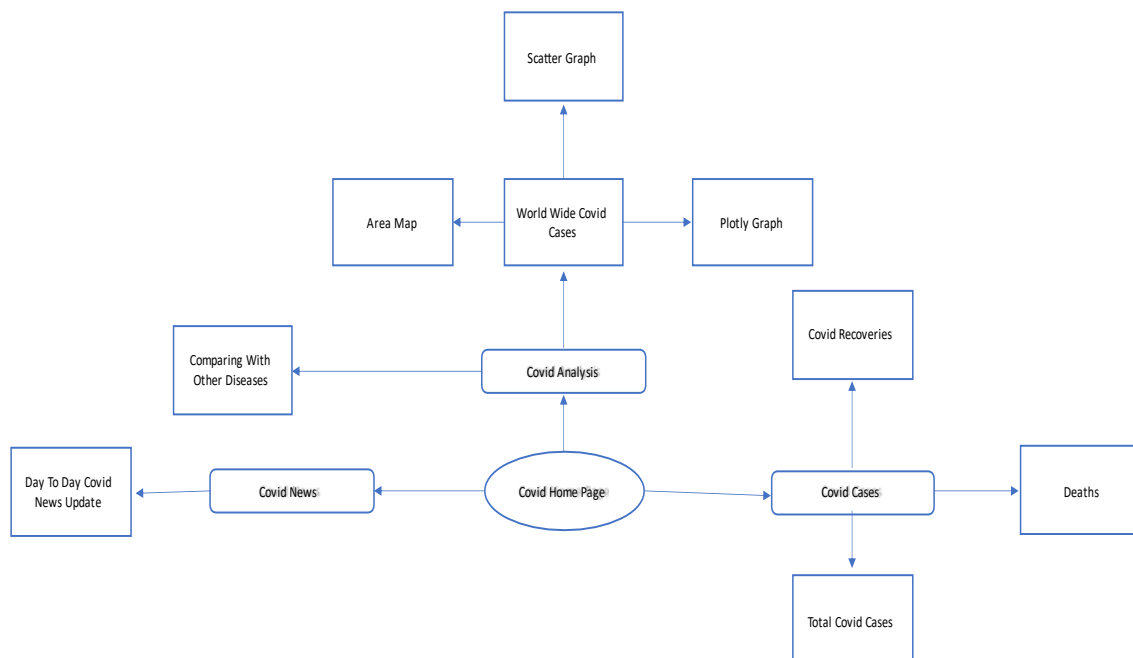 Scatter Graph
Area Map
World Wide Covid
Cases
Plotly Graph
Covid Recoveries
Comparing With
Other Diseases
Covid Analysis
Day To Day Covid
News Update
Covid News
Covid Home Page
Covid Cases
Deaths
Total Covid Cases